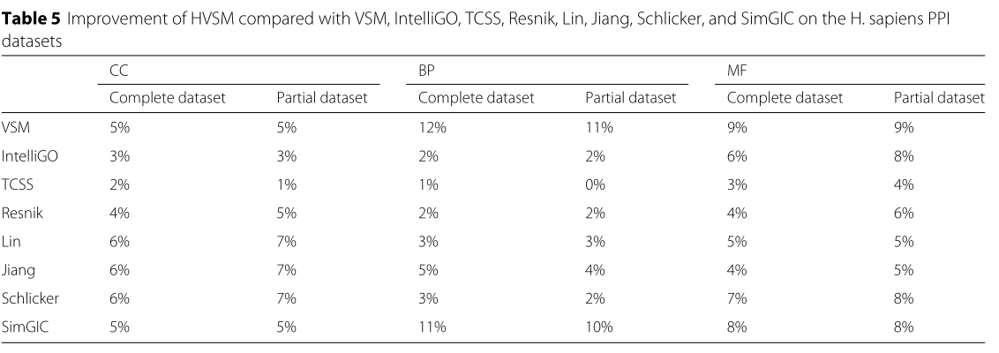 Table 5 Improvement of HVSM compared with VSM, IntelliGO, TCSS, Resnik, Lin, Jiang, Schlicker, and SimGIC on the H. sapiens PPI
datasets
CC BP MF
Complete dataset Partial dataset Complete dataset Partial dataset Complete dataset Partial dataset
VSM 5% 5% 12% 11% 9% 9%
IntelliGO 3% 3% 2% 2% 6% 8%
TCSS 2% 1% 1% 0% 3% 4%
Resnik 4% 5% 2% 2% 4% 6%
Lin 6% 7% 3% 3% 5% 5%
Jiang 6% 7% 5% 4% 4% 5%
Schlicker 6% 7% 3% 2% 7% 8%
SimGIC 5% 5% 11% 10% 8% 8%